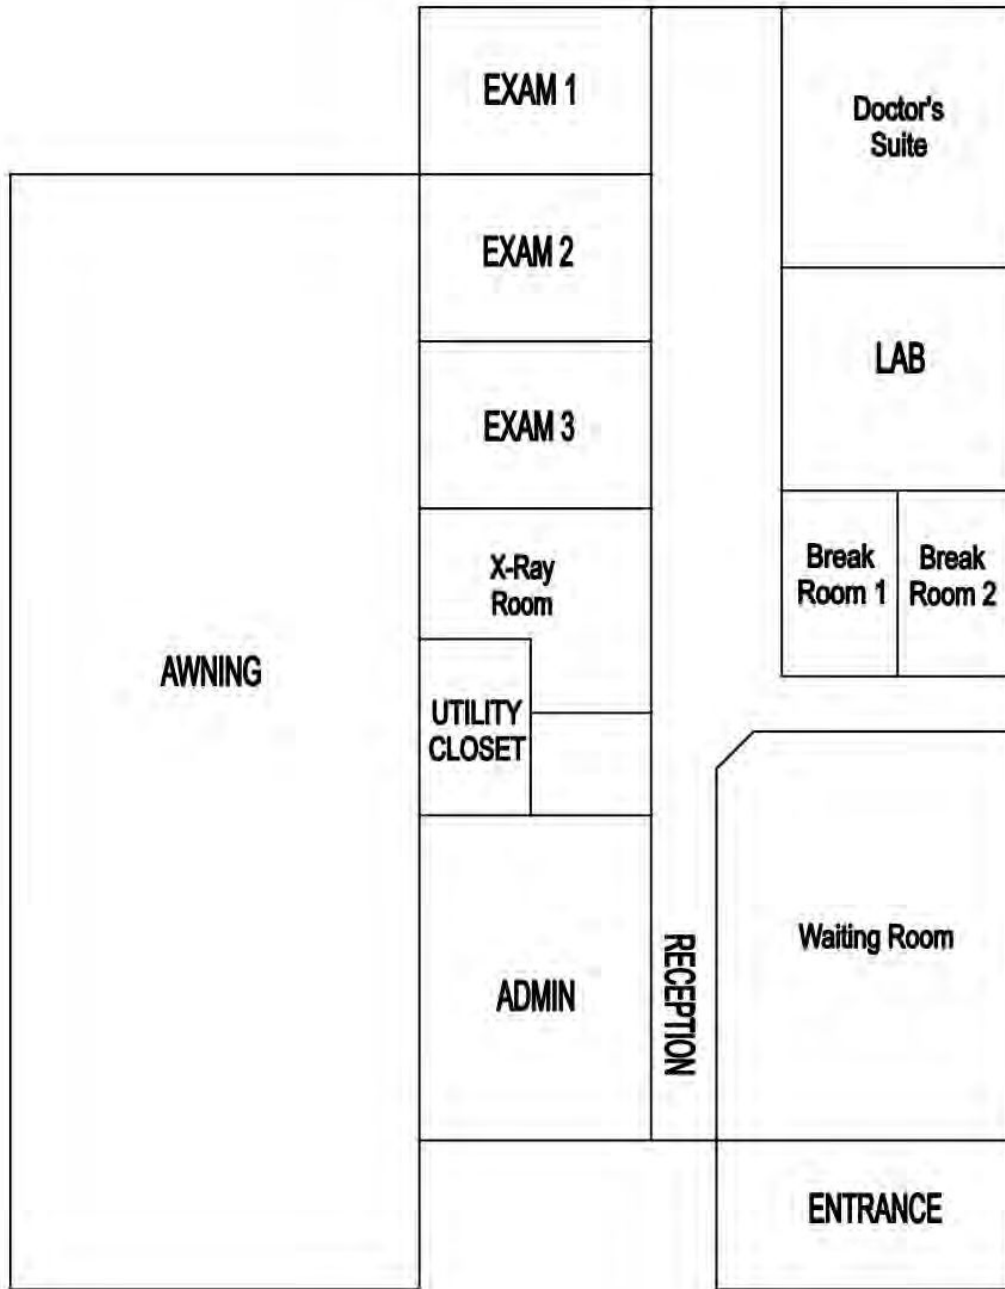 EXAM 1
Doctor's
Suite
EXAM 2
LAB
EXAM 3
X-Ray
Room
Break
Room 1
Break
Room 2
AWNING
UTILITY
CLOSET
Waiting Room
RECEPTION
ADMIN
ENTRANCE